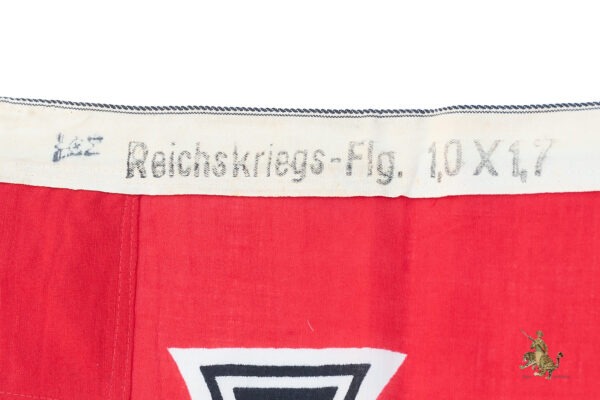 Reichskriegs-Flg. 1,0 X 1,7